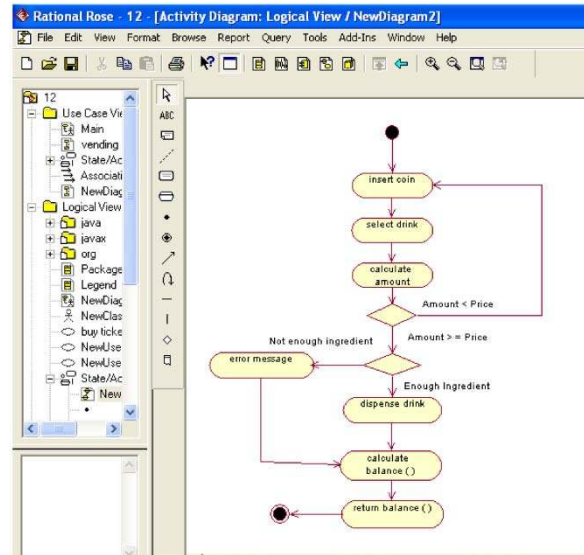 Rational Rose - 12 - [Activity Diagram: Logical View / NewDiagram2]
File Edit View Format Browse Report Query Tools Add-Ins Window Help
12
Use Case Vie
Main
vending
State/Ac
Associati
NewDiag
Logical View
java
javax
org
Package
Legend
NewDiag
NewClas
buy ticke
NewUse
NewUse
State/Ac
New
ABC
insert coin
select drink
calculate
amount
Amount < Price
Amount >= Price
Not enough ingredient
error message
Enough Ingredient
dispense drink
calculate
balance ( )
return balance ( )